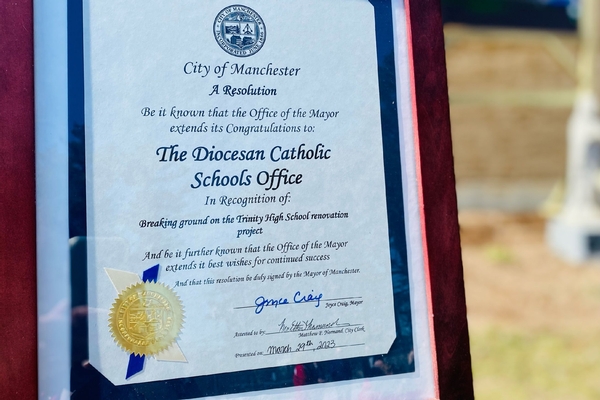 CITY OF MANCHESTER
City of Manchester
A Resolution
Be it known that the Office of the Mayor
extends its Congratulations to:
The Diocesan Catholic
Schools Office
In Recognition of:
Breaking ground on the Trinity High School renovation
project
And be it further known that the Office of the Mayor
extends it best wishes for continued success
And that this resolution be duly signed by the Mayor of Manchester.
Joyce Craig
Joyce Craig, Mayor
Attested to by:
Matthew E. Normand, City Clerk
Presented on: March 29th, 2023